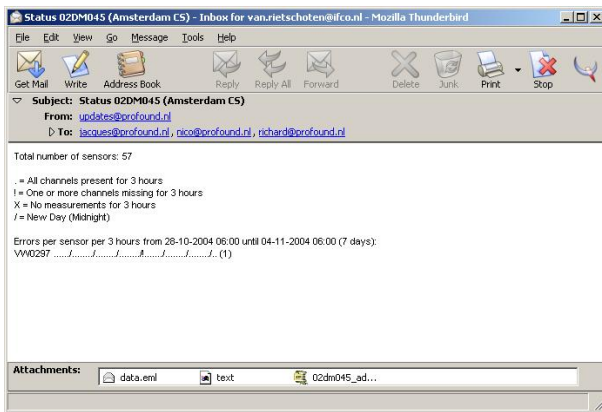 Status 02DM045 (Amsterdam CS) - Inbox for van.rietschoten@ifco.nl - Mozilla Thunderbird
File Edit View Go Message Tools Help
Get Mail Write Address Book Reply Reply All Forward Delete Junk Print Stop
Subject: Status 02DM045 (Amsterdam CS)
From: updates@profound.nl
To: jacques@profound.nl, nico@profound.nl, richard@profound.nl
Total number of sensors: 57
. = All channels present for 3 hours
! = One or more channels missing for 3 hours
X = No measurements for 3 hours
/ = New Day (Midnight)
Errors per sensor per 3 hours from 28-10-2004 06:00 until 04-11-2004 06:00 (7 days):
VW0297 ....../......../......../......../!......./......../......../.. (1)
Attachments:
data.eml text 02dm045_ad...